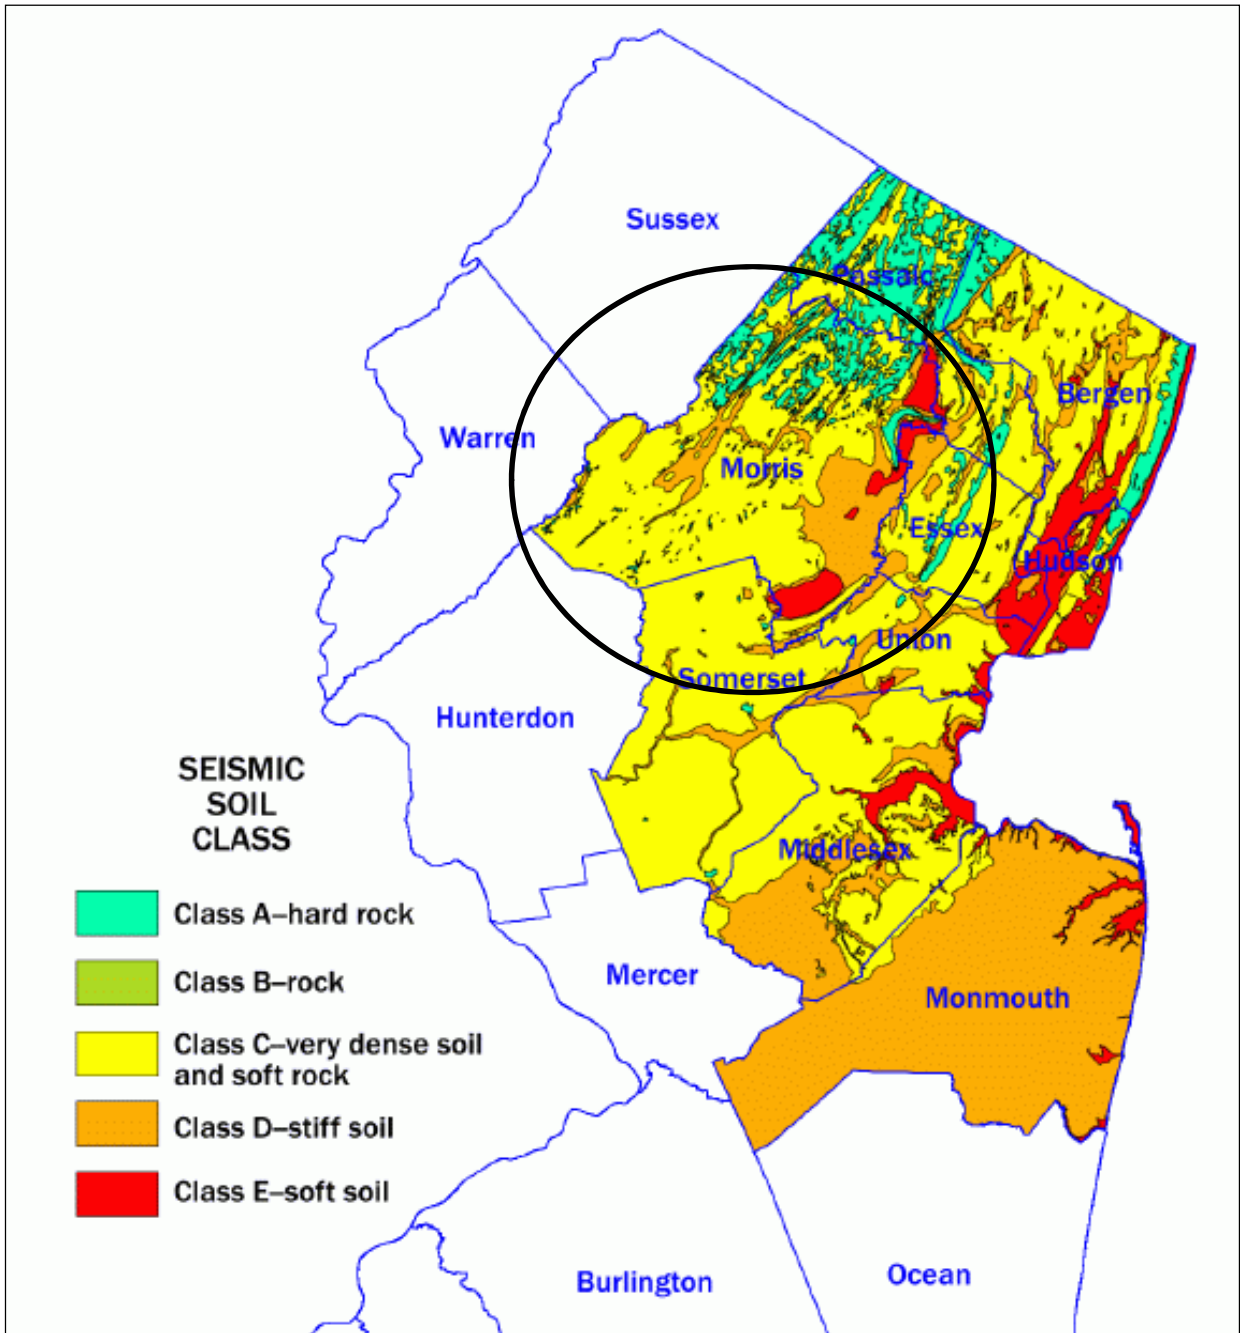 Sussex
Passaic
Bergen
Warren
Morris
Essex
Hudson
Union
Somerset
Hunterdon
SEISMIC
SOIL
CLASS
Middlesex
Class A–hard rock
Class B–rock
Mercer
Monmouth
Class C–very dense soil
and soft rock
Class D–stiff soil
Class E–soft soil
Burlington
Ocean